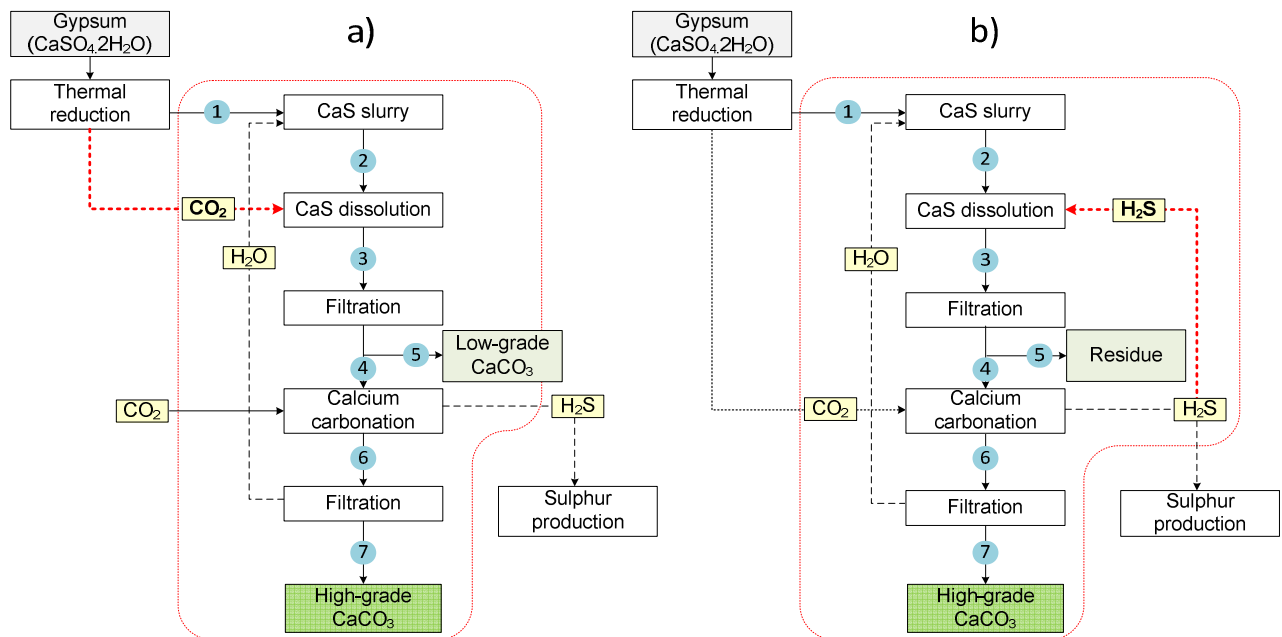 a)
Gypsum
(CaSO₄.2H₂O)
Thermal
reduction
1
CaS slurry
2
CO₂
CaS dissolution
H₂O
3
Filtration
4
5
Low-grade
CaCO₃
CO₂
Calcium
carbonation
H₂S
6
Filtration
Sulphur
production
7
High-grade
CaCO₃
b)
Gypsum
(CaSO₄.2H₂O)
Thermal
reduction
1
CaS slurry
2
CaS dissolution
H₂S
H₂O
3
Filtration
4
5
Residue
CO₂
Calcium
carbonation
H₂S
6
Filtration
Sulphur
production
7
High-grade
CaCO₃